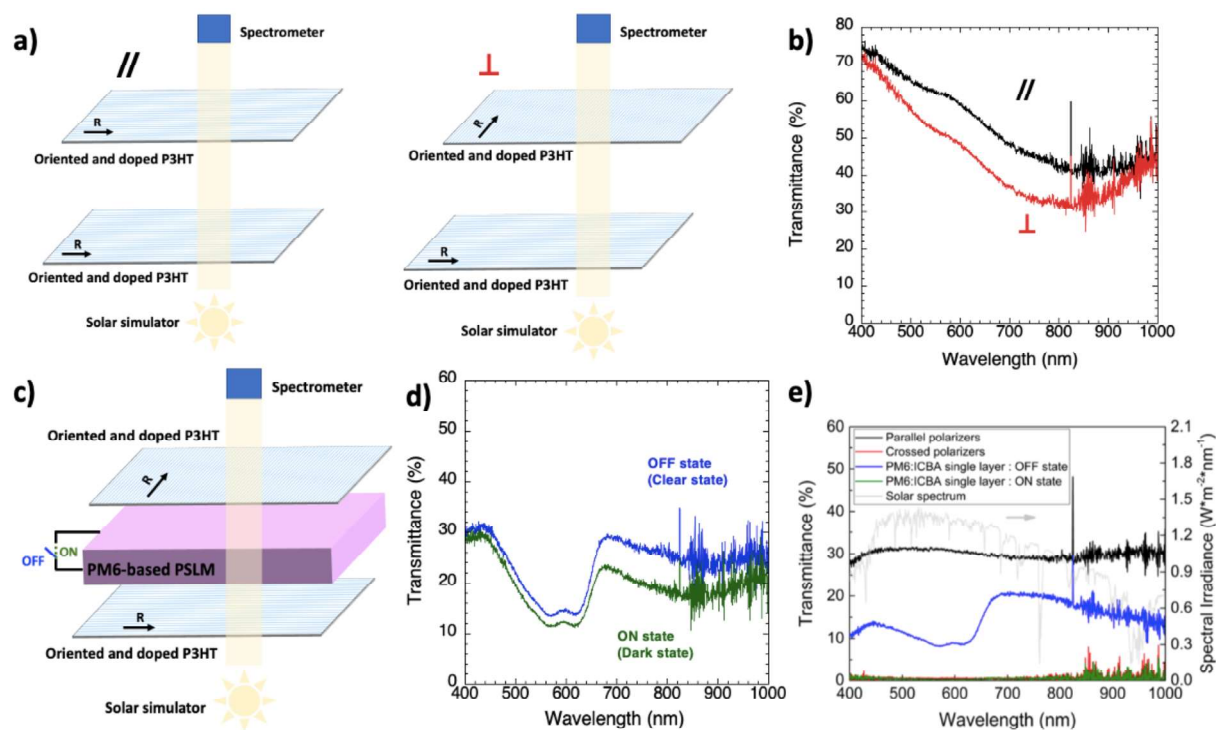 a)
//
Spectrometer
R
Oriented and doped P3HT
R
Oriented and doped P3HT
Solar simulator
⊥
Spectrometer
R
Oriented and doped P3HT
R
Oriented and doped P3HT
Solar simulator
b)
80
70
60
50
40
30
20
10
0
Transmittance (%)
//
⊥
400 500 600 700 800 900 1000
Wavelength (nm)
c)
Spectrometer
Oriented and doped P3HT
R
OFF
ON
PM6-based PSLM
R
Oriented and doped P3HT
Solar simulator
d)
60
50
40
30
20
10
0
Transmittance (%)
OFF state
(Clear state)
ON state
(Dark state)
400 500 600 700 800 900 1000
Wavelength (nm)
e)
60
50
40
30
20
10
0
Transmittance (%)
Parallel polarizers
Crossed polarizers
PM6:ICBA single layer : OFF state
PM6:ICBA single layer : ON state
Solar spectrum
2.1
1.8
1.5
1.2
0.9
0.6
0.3
0.0
Spectral Irradiance (W*m⁻²*nm⁻¹)
400 500 600 700 800 900 1000
Wavelength (nm)